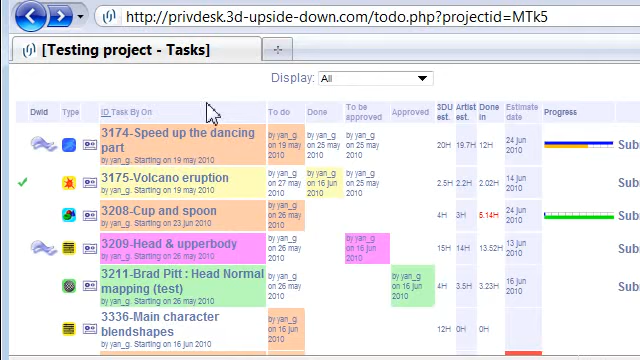 http://privdesk.3d-upside-down.com/todo.php?projectid=MTk5
[Testing project - Tasks]
Display: All
Dwld Type ID Task By On To do Done To be approved Approved 3DU est. Artist est. Done in Estimate date Progress
3174-Speed up the dancing part
by yan_g. Starting on 19 may 2010
by yan_g on 19 may 2010
by yan_g on 25 may 2010
by yan_g on 25 may 2010
20H 19.7H 12H
24 jun 2010
Sub
3175-Volcano eruption
by yan_g. Starting on 19 may 2010
by yan_g on 27 may 2010
by yan_g on 16 jun 2010
by yan_g on 25 may 2010
2.5H 2.2H 2.02H
14 jun 2010
Sub
3208-Cup and spoon
by yan_g. Starting on 23 jun 2010
by yan_g on 26 may 2010
4H 3H 5.14H
24 jun 2010
Sub
3209-Head & upperbody
by yan_g. Starting on 26 may 2010
by yan_g on 16 jun 2010
15H 14H 13.52H
13 jun 2010
Sub
3211-Brad Pitt : Head Normal mapping (test)
by yan_g. Starting on 26 may 2010
by yan_g on 26 may 2010
by yan_g on 26 may 2010
4H 3.5H 3.23H
16 jun 2010
Sub
3336-Main character blendshapes
by yan_g. Starting on 16 jun 2010
by yan_g on 16 jun 2010
12H 0H 0H
Sub